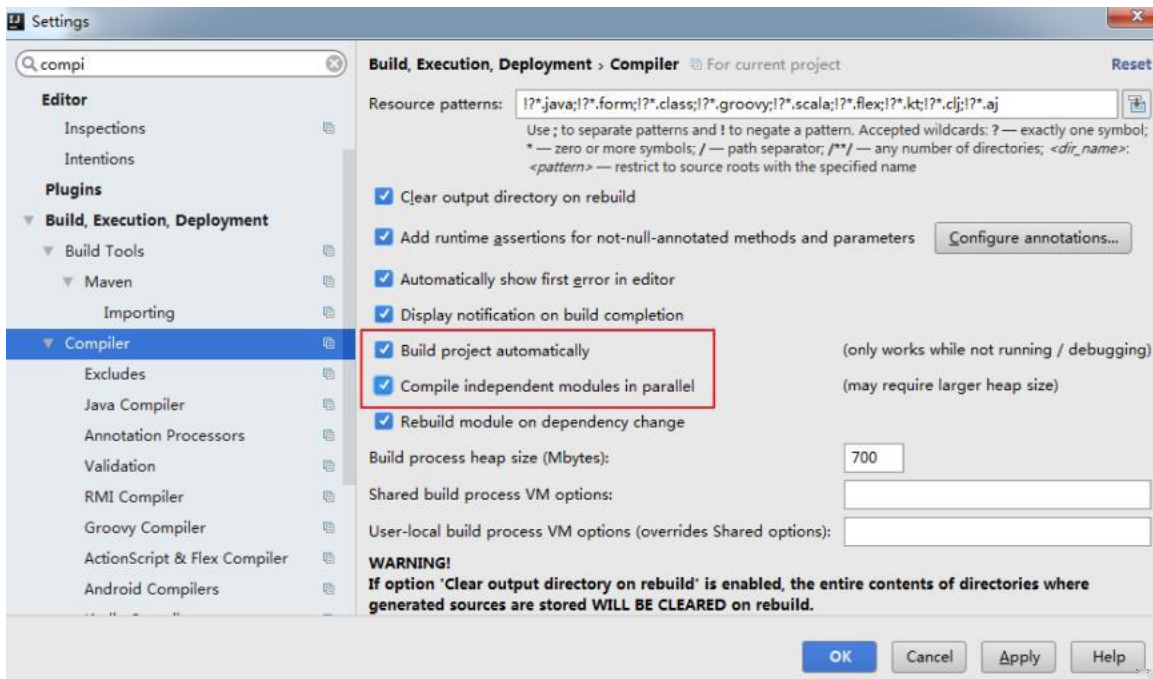 Settings
compi
Editor
Inspections
Intentions
Plugins
Build, Execution, Deployment
Build Tools
Maven
Importing
Compiler
Excludes
Java Compiler
Annotation Processors
Validation
RMI Compiler
Groovy Compiler
ActionScript & Flex Compiler
Android Compilers
Build, Execution, Deployment › Compiler For current project Reset
Resource patterns: !?*.java;!?*.form;!?*.class;!?*.groovy;!?*.scala;!?*.flex;!?*.kt;!?*.clj;!?*.aj
Use ; to separate patterns and ! to negate a pattern. Accepted wildcards: ? — exactly one symbol;
* — zero or more symbols; / — path separator; /**/ — any number of directories; <dir_name>:
<pattern> — restrict to source roots with the specified name
Clear output directory on rebuild
Add runtime assertions for not-null-annotated methods and parameters Configure annotations...
Automatically show first error in editor
Display notification on build completion
Build project automatically (only works while not running / debugging)
Compile independent modules in parallel (may require larger heap size)
Rebuild module on dependency change
Build process heap size (Mbytes): 700
Shared build process VM options:
User-local build process VM options (overrides Shared options):
WARNING!
If option 'Clear output directory on rebuild' is enabled, the entire contents of directories where
generated sources are stored WILL BE CLEARED on rebuild.
OK Cancel Apply Help